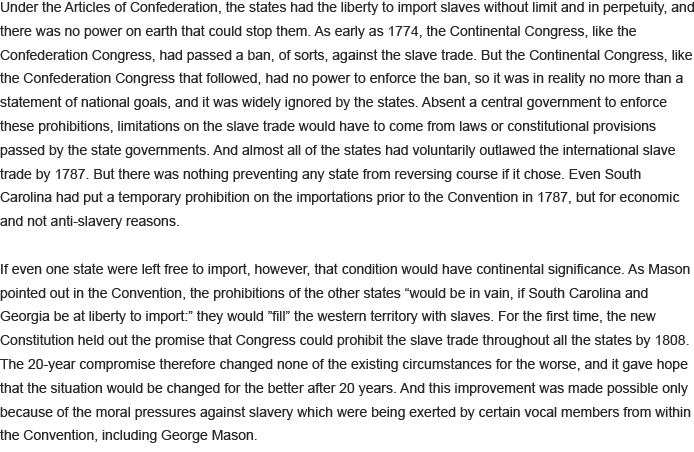 Under the Articles of Confederation, the states had the liberty to import slaves without limit and in perpetuity, and
there was no power on earth that could stop them. As early as 1774, the Continental Congress, like the
Confederation Congress, had passed a ban, of sorts, against the slave trade. But the Continental Congress, like
the Confederation Congress that followed, had no power to enforce the ban, so it was in reality no more than a
statement of national goals, and it was widely ignored by the states. Absent a central government to enforce
these prohibitions, limitations on the slave trade would have to come from laws or constitutional provisions
passed by the state governments. And almost all of the states had voluntarily outlawed the international slave
trade by 1787. But there was nothing preventing any state from reversing course if it chose. Even South
Carolina had put a temporary prohibition on the importations prior to the Convention in 1787, but for economic
and not anti-slavery reasons.

If even one state were left free to import, however, that condition would have continental significance. As Mason
pointed out in the Convention, the prohibitions of the other states “would be in vain, if South Carolina and
Georgia be at liberty to import:” they would ”fill” the western territory with slaves. For the first time, the new
Constitution held out the promise that Congress could prohibit the slave trade throughout all the states by 1808.
The 20-year compromise therefore changed none of the existing circumstances for the worse, and it gave hope
that the situation would be changed for the better after 20 years. And this improvement was made possible only
because of the moral pressures against slavery which were being exerted by certain vocal members from within
the Convention, including George Mason.